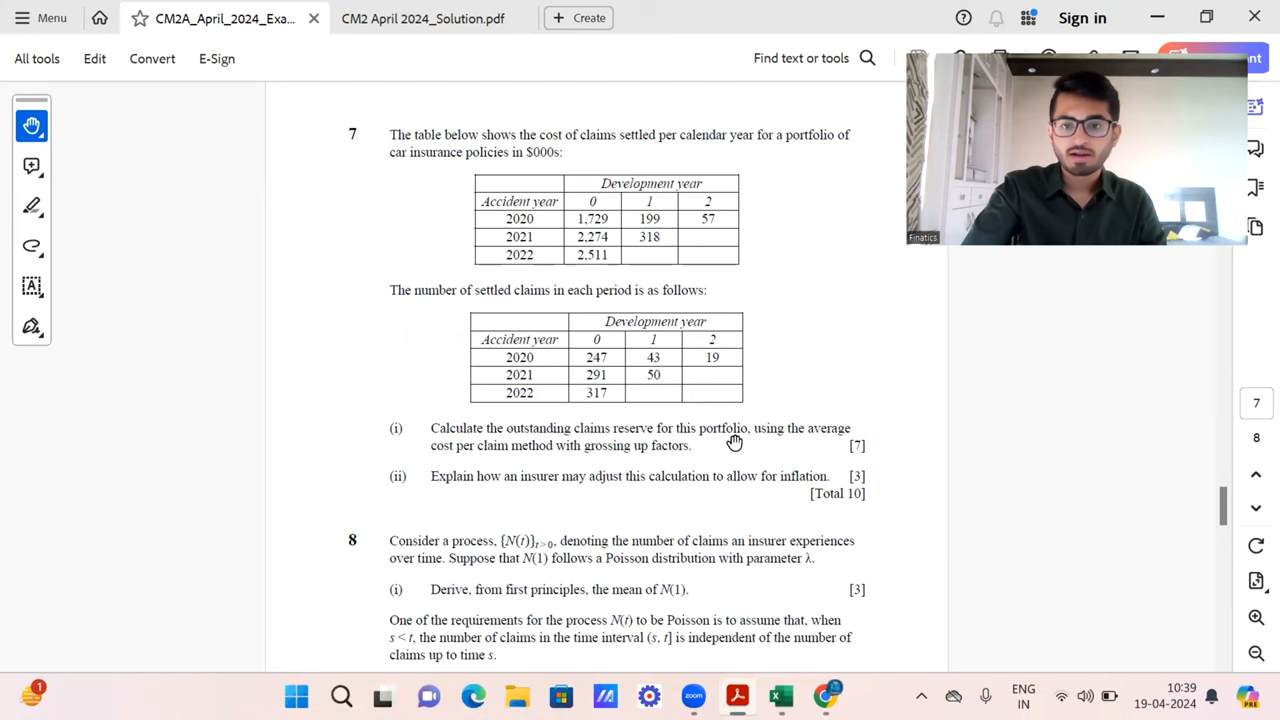 Menu
CM2A_April_2024_Exa...
CM2 April 2024_Solution.pdf
Create
Sign in
All tools
Edit
Convert
E-Sign
Find text or tools
Finatics
7 The table below shows the cost of claims settled per calendar year for a portfolio of
car insurance policies in $000s:
Development year
Accident year 0 1 2
2020 1,729 199 57
2021 2,274 318
2022 2,511
The number of settled claims in each period is as follows:
Development year
Accident year 0 1 2
2020 247 43 19
2021 291 50
2022 317
(i) Calculate the outstanding claims reserve for this portfolio, using the average
cost per claim method with grossing up factors. [7]
(ii) Explain how an insurer may adjust this calculation to allow for inflation. [3]
[Total 10]
8 Consider a process, {N(t)}t>0, denoting the number of claims an insurer experiences
over time. Suppose that N(1) follows a Poisson distribution with parameter λ.
(i) Derive, from first principles, the mean of N(1). [3]
One of the requirements for the process N(t) to be Poisson is to assume that, when
s < t, the number of claims in the time interval (s, t] is independent of the number of
claims up to time s.
7
8
1
zoom
ENG
IN
10:39
19-04-2024
PRE